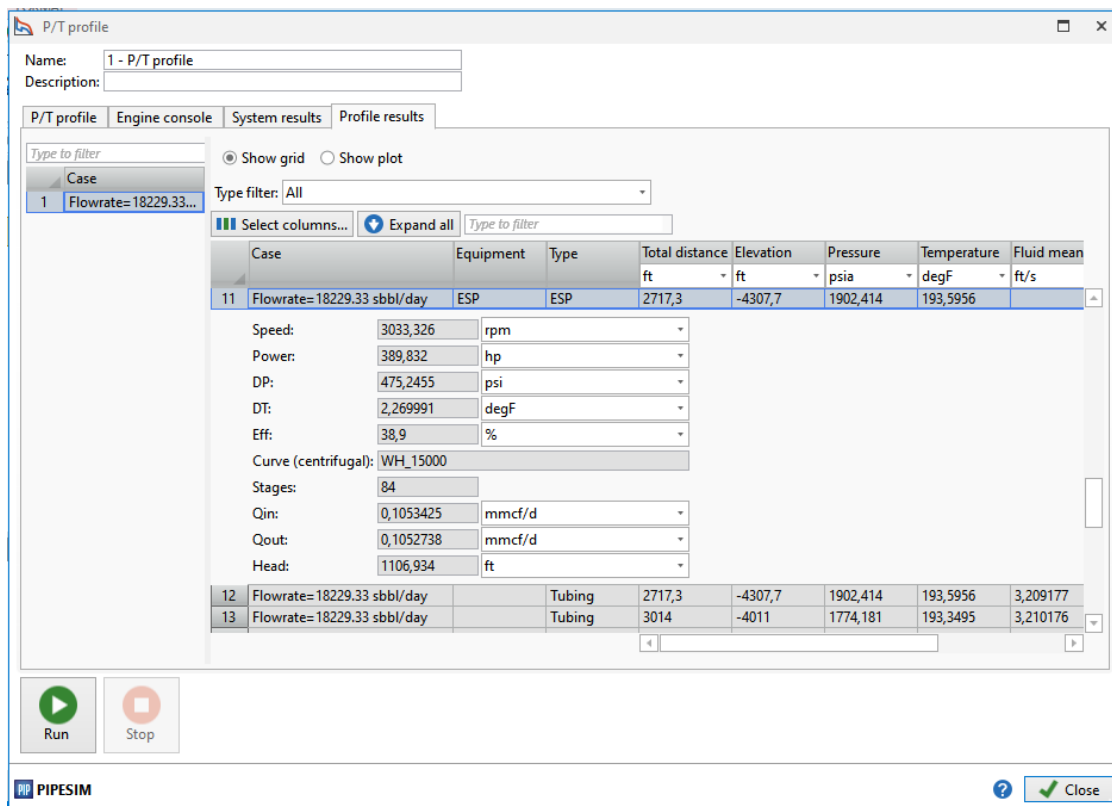 P/T profile
Name: 1 - P/T profile
Description:
P/T profile Engine console System results Profile results
Type to filter
Case
1 Flowrate=18229.33...
Show grid Show plot
Type filter: All
Select columns... Expand all Type to filter
Case Equipment Type Total distance Elevation Pressure Temperature Fluid mean
ft ft psia degF ft/s
11 Flowrate=18229.33 sbbl/day ESP ESP 2717,3 -4307,7 1902,414 193,5956
Speed: 3033,326 rpm
Power: 389,832 hp
DP: 475,2455 psi
DT: 2,269991 degF
Eff: 38,9 %
Curve (centrifugal): WH_15000
Stages: 84
Qin: 0,1053425 mmcf/d
Qout: 0,1052738 mmcf/d
Head: 1106,934 ft
12 Flowrate=18229.33 sbbl/day Tubing 2717,3 -4307,7 1902,414 193,5956 3,209177
13 Flowrate=18229.33 sbbl/day Tubing 3014 -4011 1774,181 193,3495 3,210176
Run Stop
PIP PIPESIM
? Close